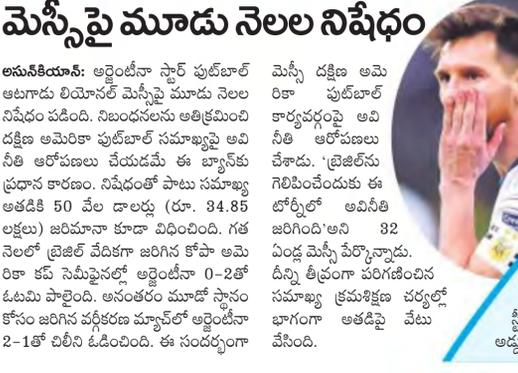 మెస్సీపై మూడు నెలల నిషేధం
అసున్‌కియాన్: అర్జెంటీనా స్టార్ ఫుట్‌బాల్
ఆటగాడు లియోనల్ మెస్సీపై మూడు నెలల
నిషేధం పడింది. నిబంధనలను అతిక్రమించి
దక్షిణ అమెరికా ఫుట్‌బాల్ సమాఖ్యపై అవి
నీతి ఆరోపణలు చేయడమే ఈ బ్యాన్‌కు
ప్రధాన కారణం. నిషేధంతో పాటు సమాఖ్య
అతడికి 50 వేల డాలర్లు (రూ. 34.85
లక్షలు) జరిమానా కూడా విధించింది. గత
నెలలో బ్రెజిల్ వేదికగా జరిగిన కోపా అమె
రికా కప్ సెమీఫైనల్లో అర్జెంటీనా 0-2తో
ఓటమి పాలైంది. అనంతరం మూడో స్థానం
కోసం జరిగిన వర్గీకరణ మ్యాచ్‌లో అర్జెంటీనా
2-1తో చిలీని ఓడించింది. ఈ సందర్భంగా
మెస్సీ దక్షిణ అమె
రికా ఫుట్‌బాల్
కార్యవర్గంపై అవి
నీతి ఆరోపణలు
చేశాడు. ‘బ్రెజిల్‌ను
గెలిపించేందుకు ఈ
టోర్నీలో అవినీతి
జరిగింది’అని 32
ఏండ్ల మెస్సీ పేర్కొన్నాడు.
దీన్ని తీవ్రంగా పరిగణించిన
సమాఖ్య క్రమశిక్షణ చర్యల్లో
భాగంగా అతడిపై వేటు
వేసింది.